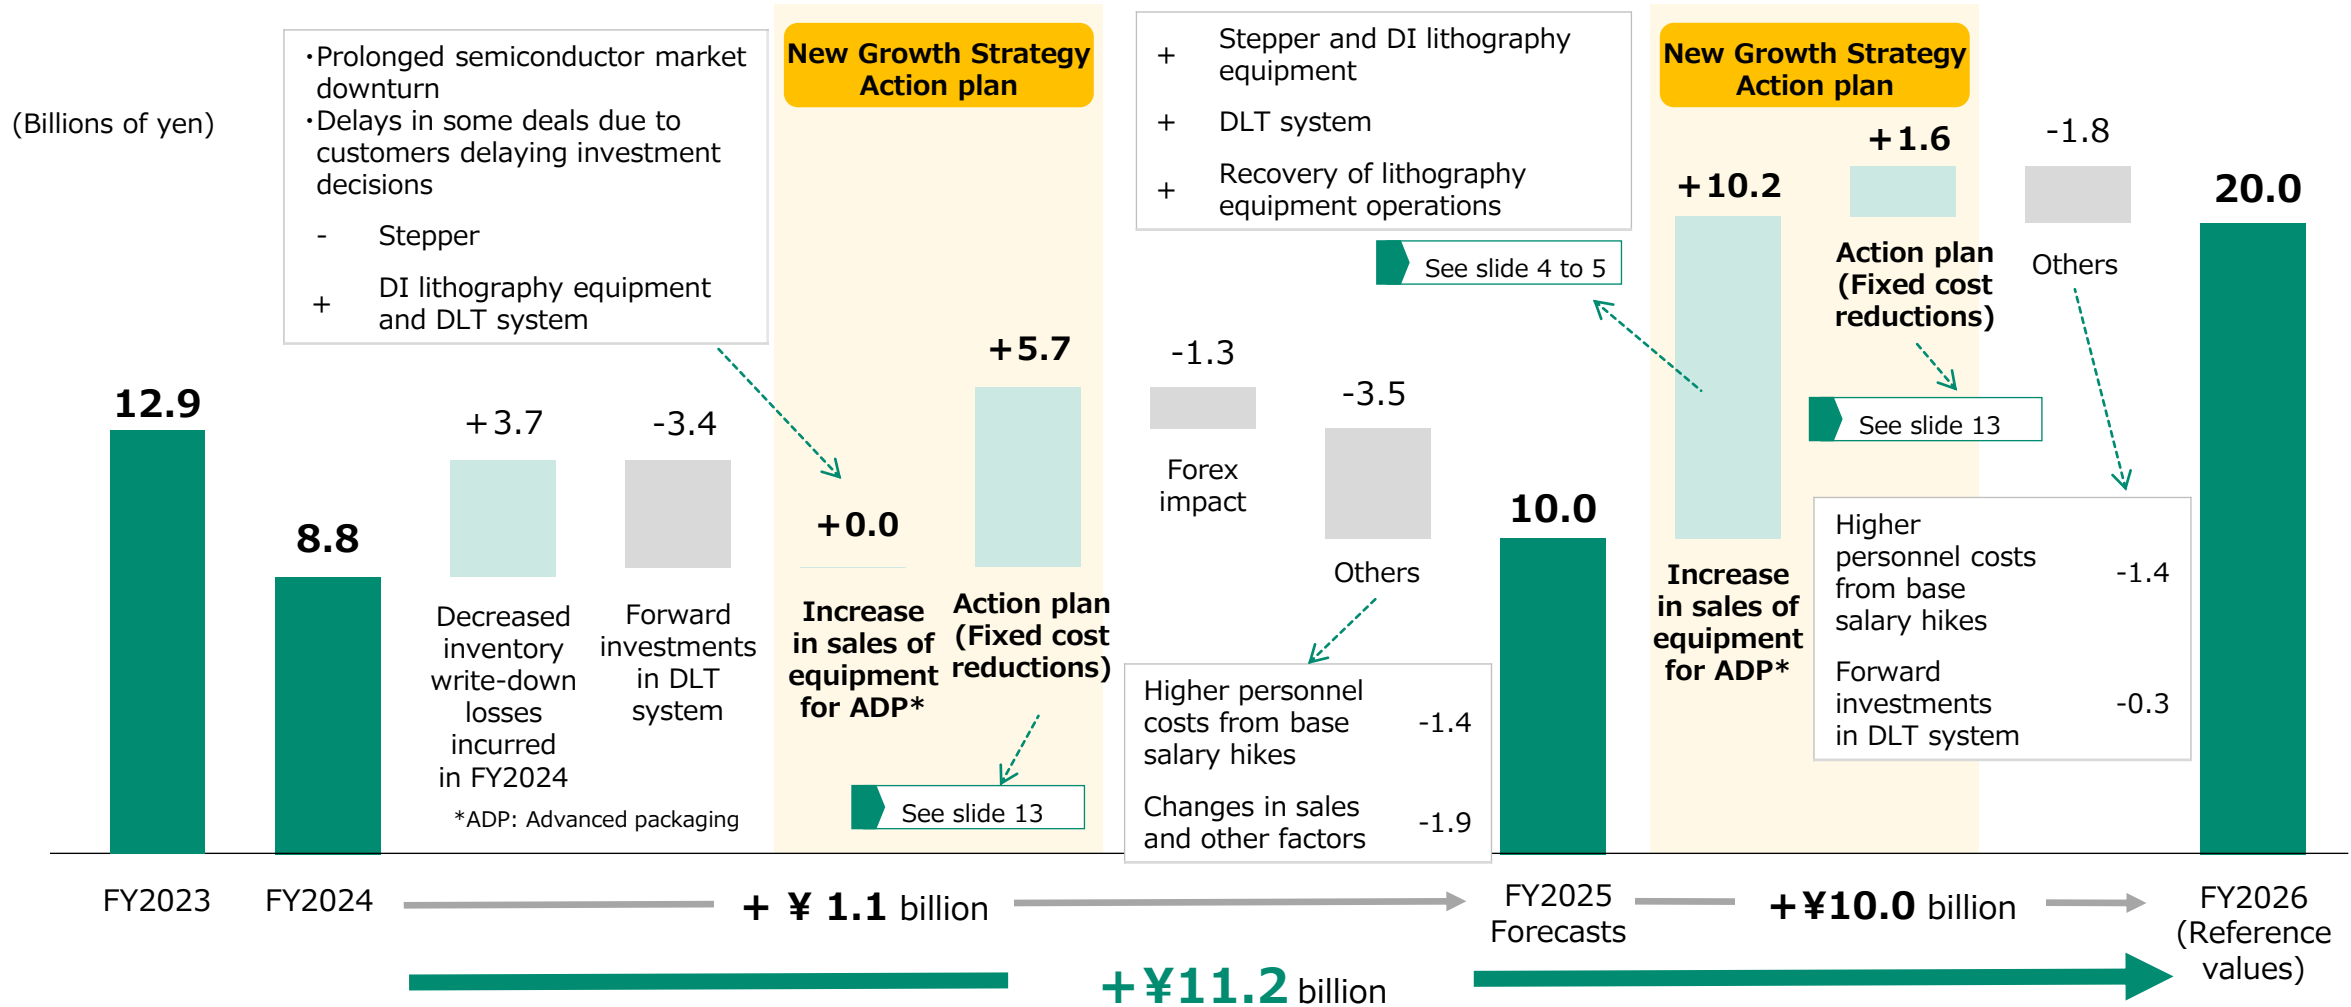 (Billions of yen)
・Prolonged semiconductor market
downturn
・Delays in some deals due to
customers delaying investment
decisions
- Stepper
+ DI lithography equipment
and DLT system
New Growth Strategy
Action plan
+ Stepper and DI lithography
equipment
+ DLT system
+ Recovery of lithography
equipment operations
See slide 4 to 5
New Growth Strategy
Action plan
12.9
8.8
+3.7
Decreased
inventory
write-down
losses
incurred
in FY2024
-3.4
Forward
investments
in DLT
system
*ADP: Advanced packaging
+0.0
Increase
in sales of
equipment
for ADP*
+5.7
Action plan
(Fixed cost
reductions)
See slide 13
-1.3
Forex
impact
-3.5
Others
Higher personnel
costs from base
salary hikes
-1.4
Changes in sales
and other factors
-1.9
10.0
+10.2
Increase
in sales of
equipment
for ADP*
+1.6
Action plan
(Fixed cost
reductions)
See slide 13
-1.8
Others
Higher
personnel costs
from base
salary hikes
-1.4
Forward
investments
in DLT system
-0.3
20.0
FY2023
FY2024
+ ¥ 1.1 billion
FY2025
Forecasts
+¥10.0 billion
FY2026
(Reference
values)
+¥11.2 billion